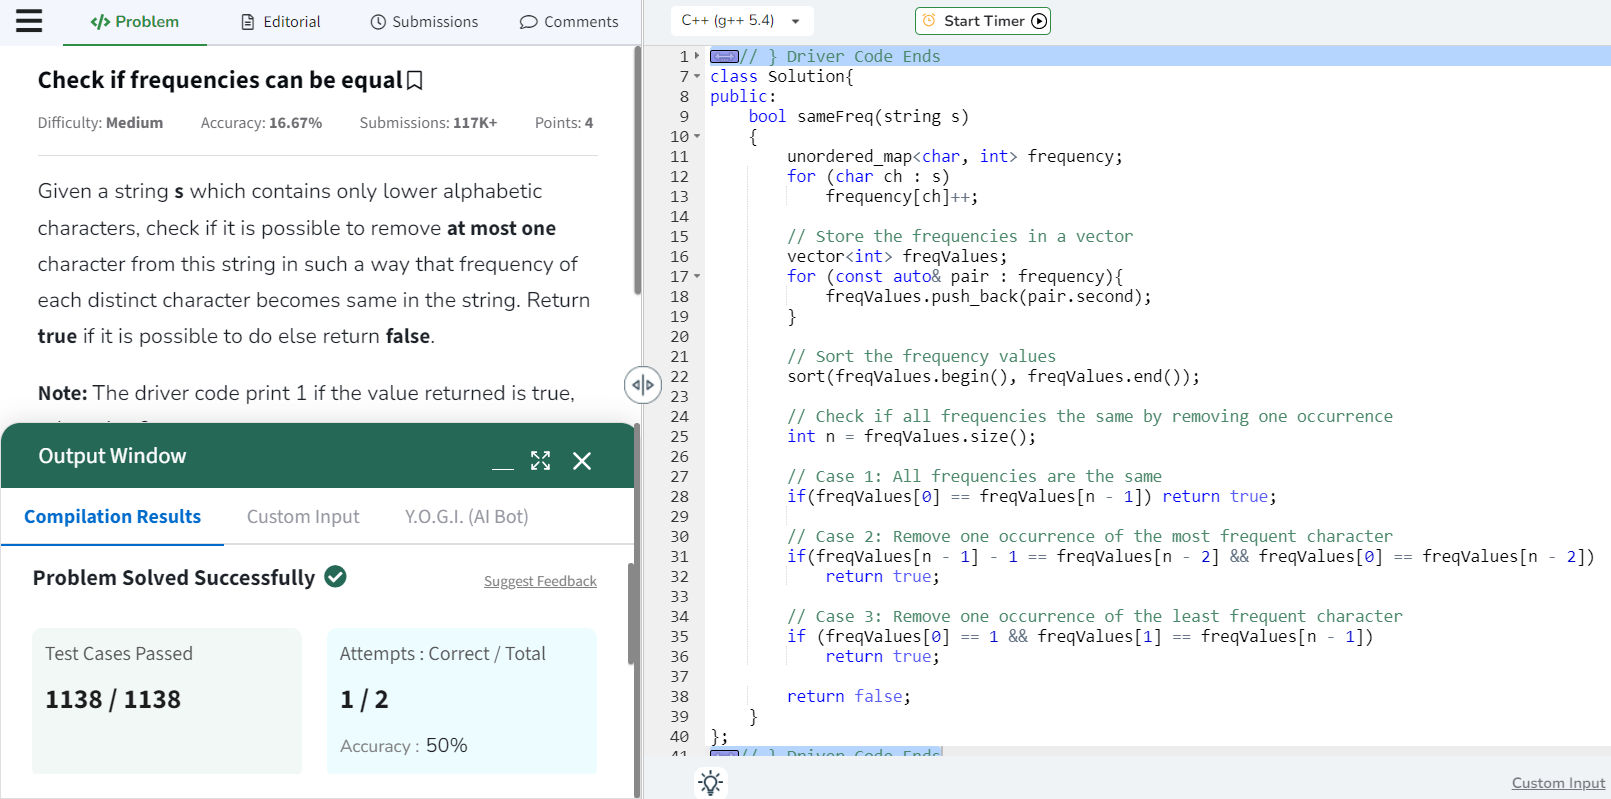 </> Problem
Editorial
Submissions
Comments
Check if frequencies can be equal
Difficulty: Medium Accuracy: 16.67% Submissions: 117K+ Points: 4
Given a string s which contains only lower alphabetic
characters, check if it is possible to remove at most one
character from this string in such a way that frequency of
each distinct character becomes same in the string. Return
true if it is possible to do else return false.
Note: The driver code print 1 if the value returned is true,
Output Window
Compilation Results
Custom Input
Y.O.G.I. (AI Bot)
Problem Solved Successfully
Suggest Feedback
Test Cases Passed
1138 / 1138
Attempts : Correct / Total
1 / 2
Accuracy : 50%
C++ (g++ 5.4)
Start Timer
1 // } Driver Code Ends
7 class Solution{
8 public:
9     bool sameFreq(string s)
10     {
11         unordered_map<char, int> frequency;
12         for (char ch : s)
13             frequency[ch]++;
14
15         // Store the frequencies in a vector
16         vector<int> freqValues;
17         for (const auto& pair : frequency){
18             freqValues.push_back(pair.second);
19         }
20
21         // Sort the frequency values
22         sort(freqValues.begin(), freqValues.end());
23
24         // Check if all frequencies the same by removing one occurrence
25         int n = freqValues.size();
26
27         // Case 1: All frequencies are the same
28         if(freqValues[0] == freqValues[n - 1]) return true;
29
30         // Case 2: Remove one occurrence of the most frequent character
31         if(freqValues[n - 1] - 1 == freqValues[n - 2] && freqValues[0] == freqValues[n - 2])
32             return true;
33
34         // Case 3: Remove one occurrence of the least frequent character
35         if (freqValues[0] == 1 && freqValues[1] == freqValues[n - 1])
36             return true;
37
38         return false;
39     }
40 };
41 // } Driver Code Ends
Custom Input